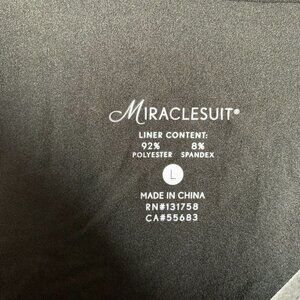 MIRACLESUIT®
LINER CONTENT:
92% 8%
POLYESTER SPANDEX
L
MADE IN CHINA
RN#131758
CA#55683